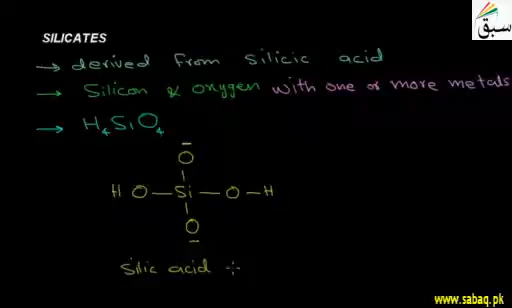 سبق
SILICATES
→ derived from silicic acid
→ Silicon & oxygen with one or more metals
→ H₄SiO₄
O
H O — Si — O — H
O
Silic acid ÷
www.sabaq.pk